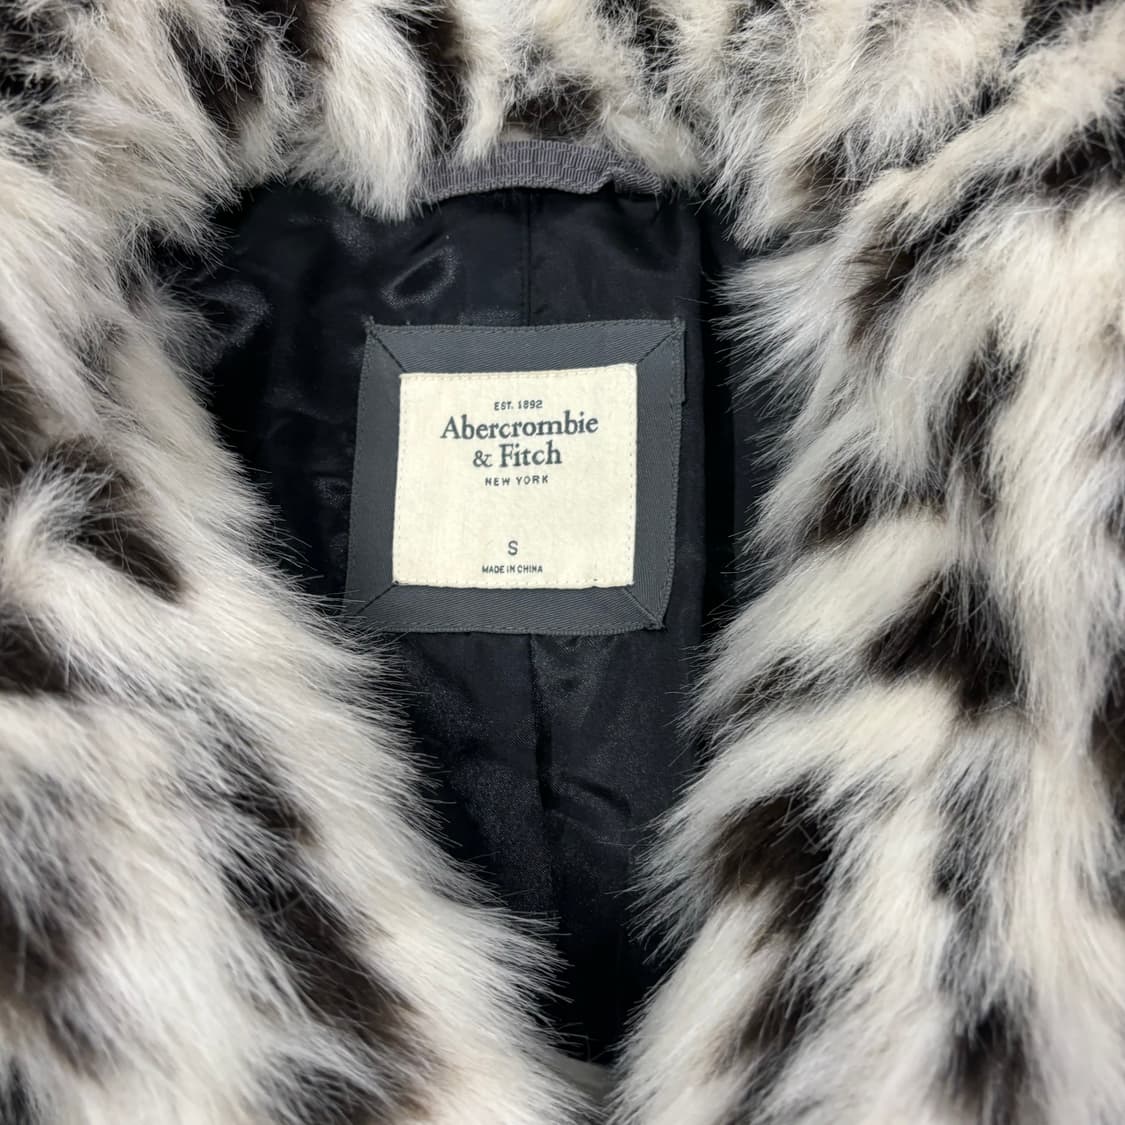 EST. 1892
Abercrombie
& Fitch
NEW YORK
S
MADE IN CHINA